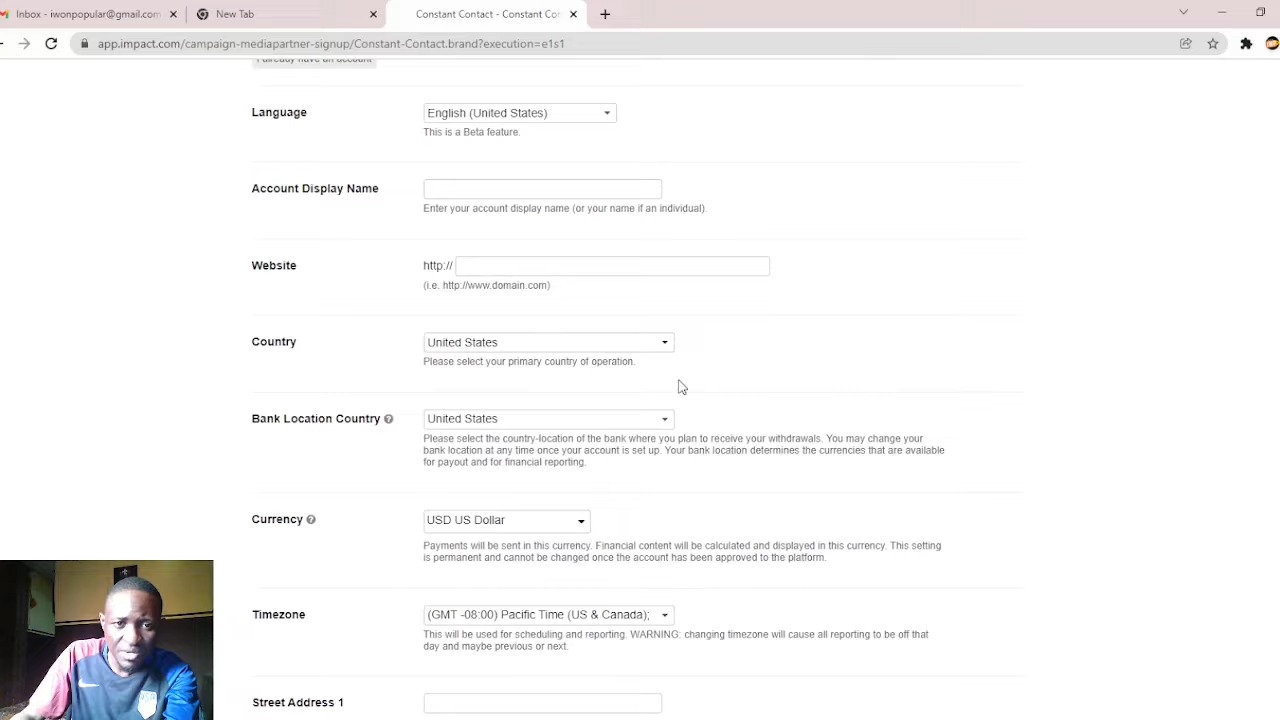 Inbox - iwonpopular@gmail.com
New Tab
Constant Contact - Constant Co
app.impact.com/campaign-mediapartner-signup/Constant-Contact.brand?execution=e1s1
I already have an account
Language
English (United States)
This is a Beta feature.
Account Display Name
Enter your account display name (or your name if an individual).
Website
http://
(i.e. http://www.domain.com)
Country
United States
Please select your primary country of operation.
Bank Location Country
United States
Please select the country-location of the bank where you plan to receive your withdrawals. You may change your
bank location at any time once your account is set up. Your bank location determines the currencies that are available
for payout and for financial reporting.
Currency
USD US Dollar
Payments will be sent in this currency. Financial content will be calculated and displayed in this currency. This setting
is permanent and cannot be changed once the account has been approved to the platform.
Timezone
(GMT -08:00) Pacific Time (US & Canada);
This will be used for scheduling and reporting. WARNING: changing timezone will cause all reporting to be off that
day and maybe previous or next.
Street Address 1